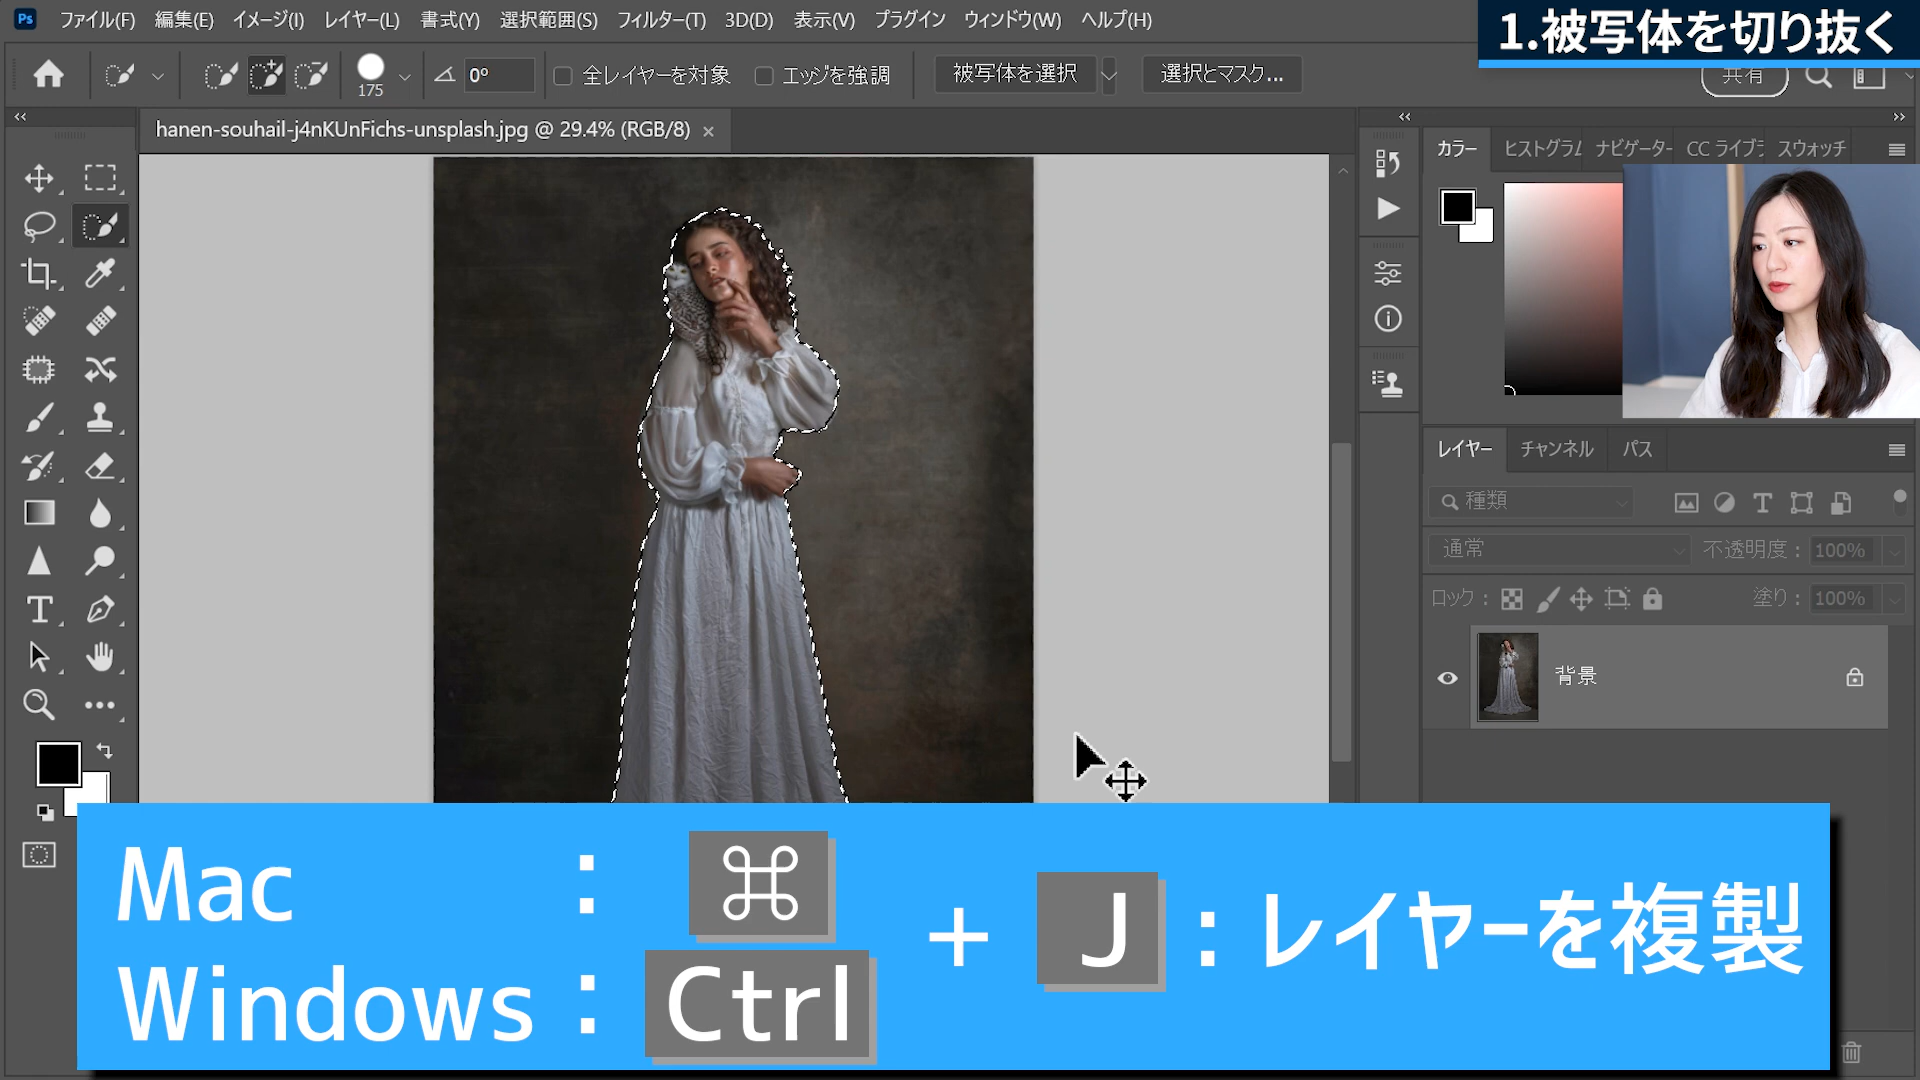 Ps ファイル(F) 編集(E) イメージ(I) レイヤー(L) 書式(Y) 選択範囲(S) フィルター(T) 3D(D) 表示(V) プラグイン ウィンドウ(W) ヘルプ(H)
1.被写体を切り抜く
175
0°
全レイヤーを対象
エッジを強調
被写体を選択
選択とマスク...
共有
hanen-souhail-j4nKUnFichs-unsplash.jpg @ 29.4% (RGB/8) ×
カラー ヒストグラム ナビゲーター CC ライブラ スウォッチ
レイヤー チャンネル パス
種類
通常 不透明度： 100%
ロック： 塗り： 100%
背景
Mac ： ⌘
Windows ： Ctrl
+ J ：レイヤーを複製